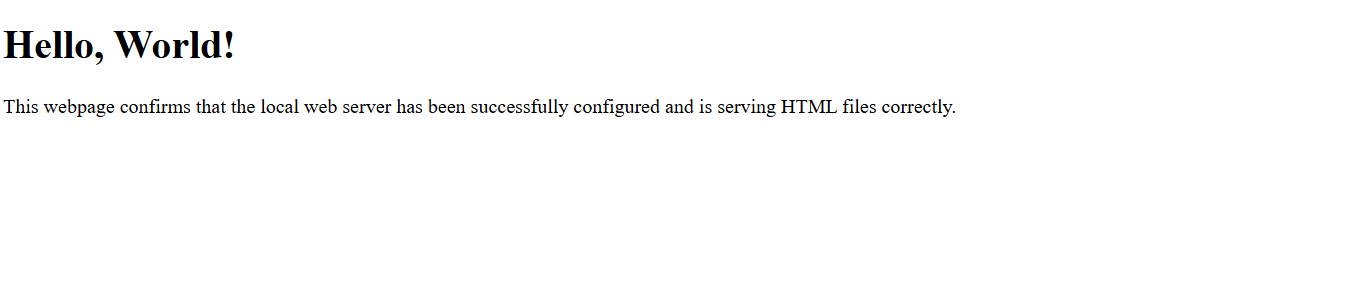 Hello, World!
This webpage confirms that the local web server has been successfully configured and is serving HTML files correctly.